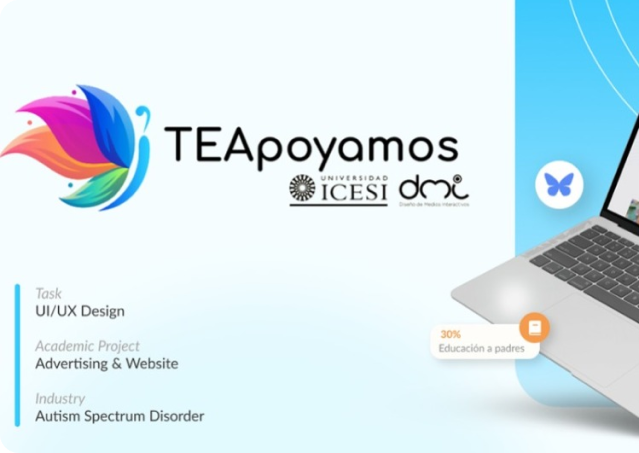 TEApoyamos
UNIVERSIDAD
ICESI
dmi
Diseño de Medios Interactivos
Task
UI/UX Design
Academic Project
Advertising & Website
Industry
Autism Spectrum Disorder
30%
Educación a padres